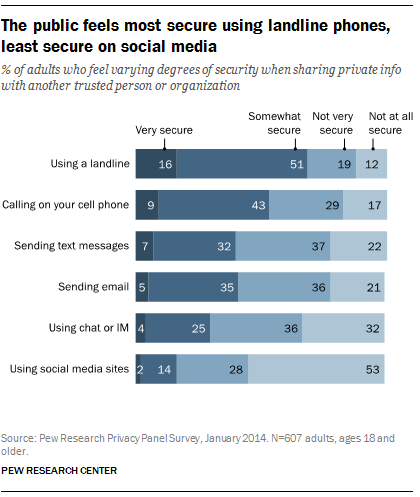 The public feels most secure using landline phones,
least secure on social media
% of adults who feel varying degrees of security when sharing private info
with another trusted person or organization
Very secure
Somewhat
secure
Not very
secure
Not at all
secure
Using a landline 16 51 19 12
Calling on your cell phone 9 43 29 17
Sending text messages 7 32 37 22
Sending email 5 35 36 21
Using chat or IM 4 25 36 32
Using social media sites 2 14 28 53
Source: Pew Research Privacy Panel Survey, January 2014. N=607 adults, ages 18 and
older.
PEW RESEARCH CENTER